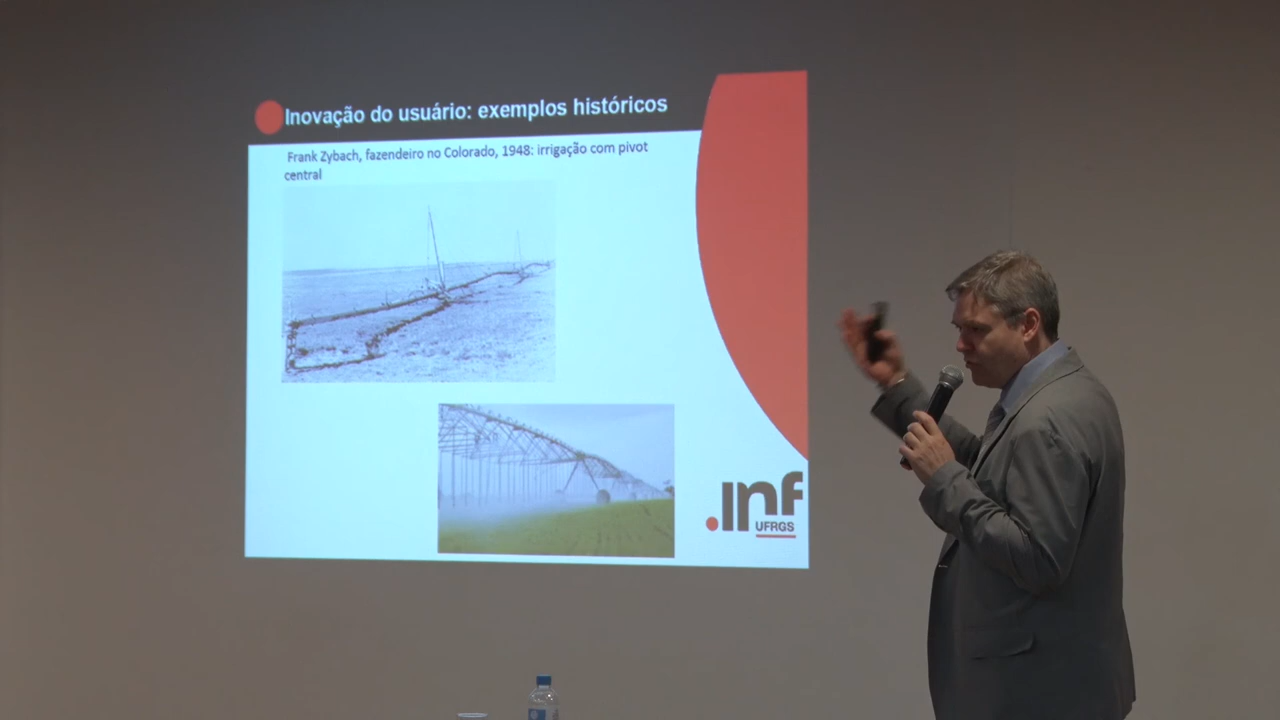 Inovação do usuário: exemplos históricos
Frank Zybach, fazendeiro no Colorado, 1948: irrigação com pivot
central
.inf
UFRGS